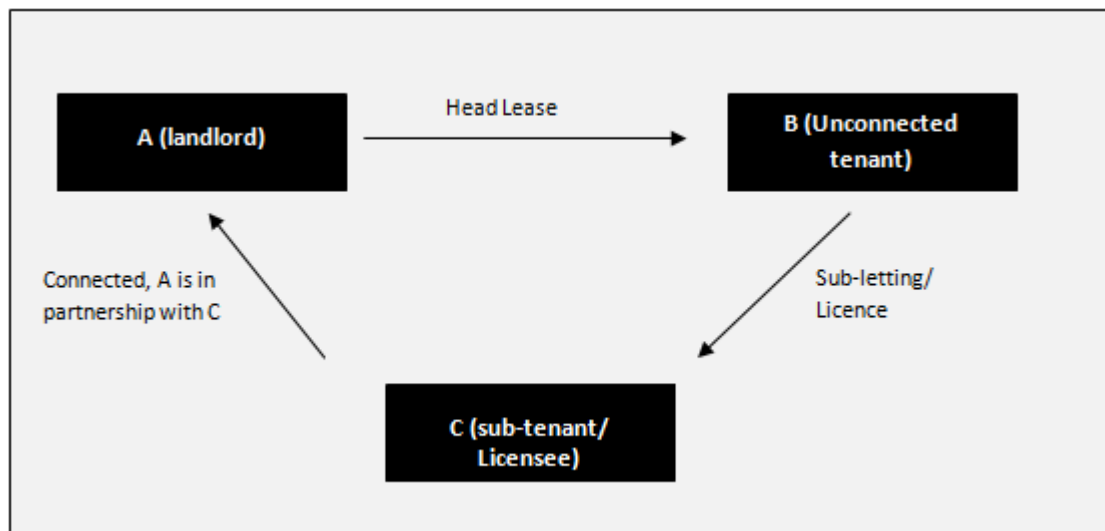 A (landlord)
Head Lease
B (Unconnected
tenant)
Connected, A is in
partnership with C
Sub-letting/
Licence
C (sub-tenant/
Licensee)